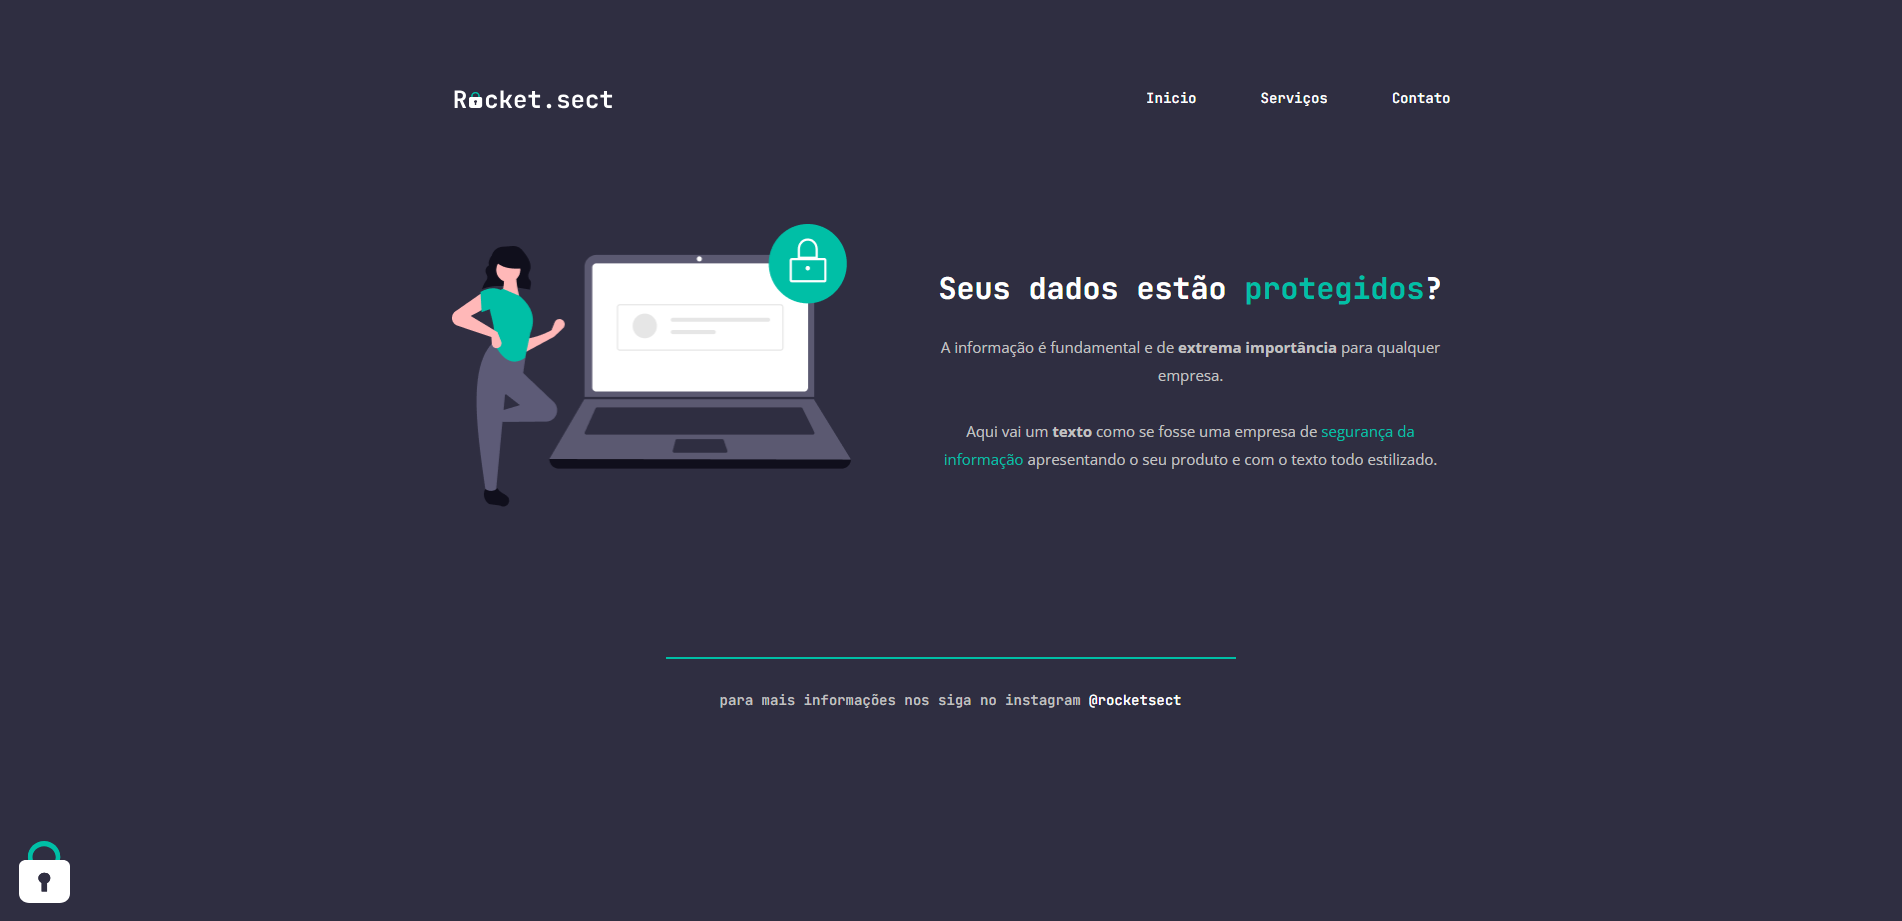 Rocket.sect
Inicio Serviços Contato
Seus dados estão protegidos?
A informação é fundamental e de extrema importância para qualquer
empresa.
Aqui vai um texto como se fosse uma empresa de segurança da
informação apresentando o seu produto e com o texto todo estilizado.
para mais informações nos siga no instagram @rocketsect